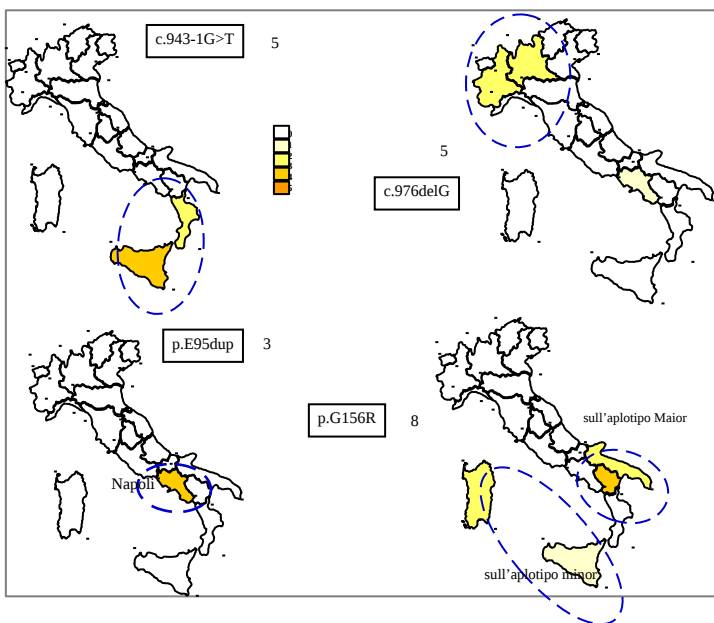 c.943-1G>T 5
5
c.976delG
p.E95dup 3
p.G156R 8
sull'aplotipo Maior
Napoli
sull'aplotipo minor